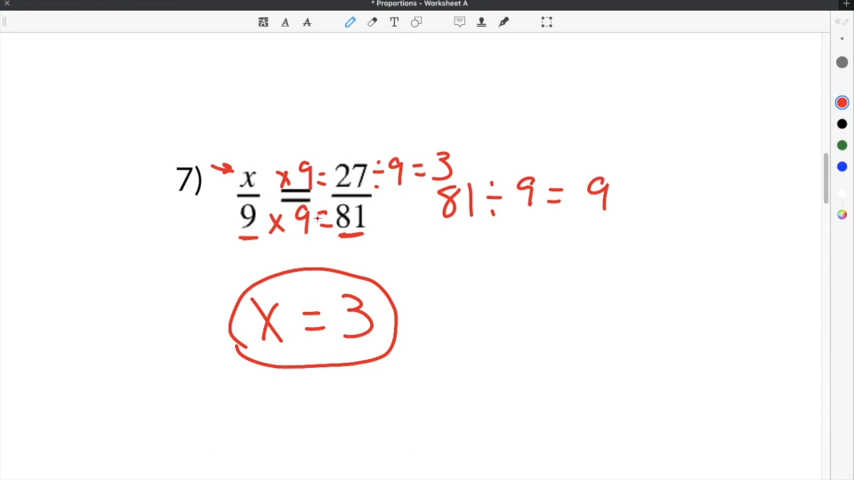 * Proportions – Worksheet A
7) x/9 = 27/81
x 9 =
÷ 9 = 3
x 9 =
81 ÷ 9 = 9
x = 3